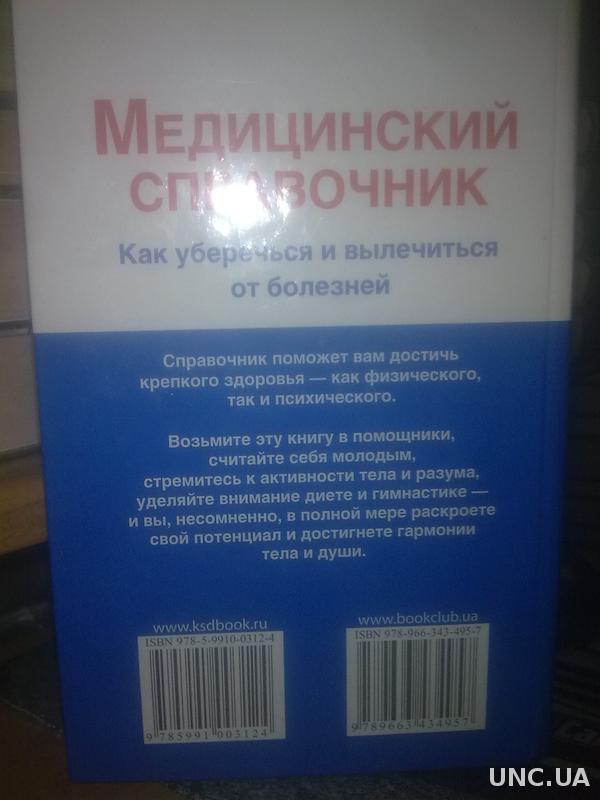 Медицинский
справочник
Как уберечься и вылечиться
от болезней
Справочник поможет вам достичь
крепкого здоровья — как физического,
так и психического.
Возьмите эту книгу в помощники,
считайте себя молодым,
стремитесь к активности тела и разума,
уделяйте внимание диете и гимнастике —
и вы, несомненно, в полной мере раскроете
свой потенциал и достигнете гармонии
тела и души.
www.ksdbook.ru
ISBN 978-5-9910-0312-4
9 785991 003124
www.bookclub.ua
ISBN 978-966-343-495-7
9 789663 434957
UNC.UA